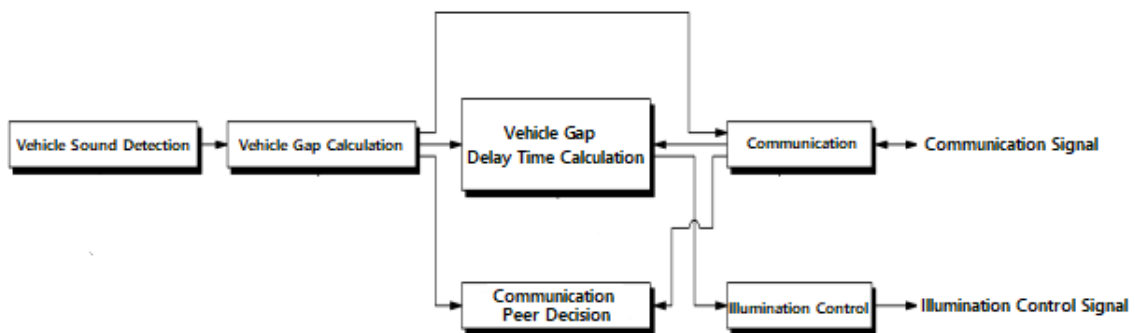 Vehicle Sound Detection
Vehicle Gap Calculation
Vehicle Gap
Delay Time Calculation
Communication
Communication Signal
Communication
Peer Decision
Illumination Control
Illumination Control Signal